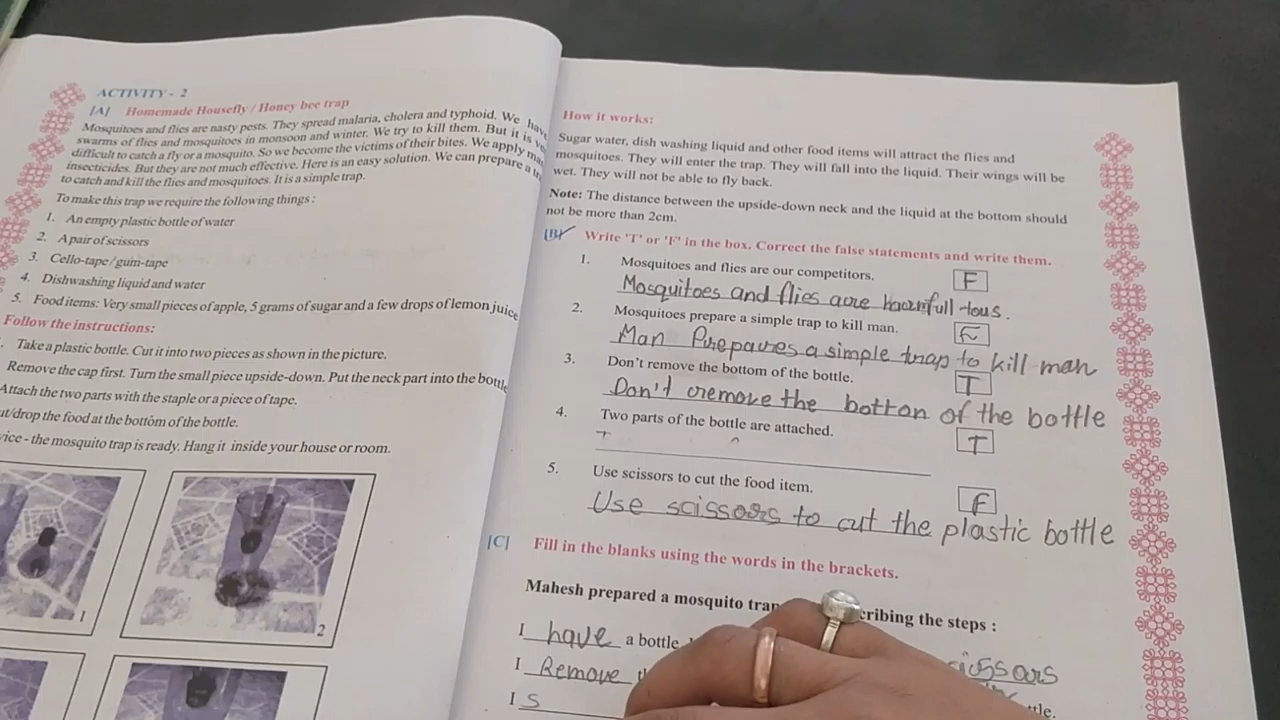 ACTIVITY - 2
[A] Homemade Housefly / Honey bee trap
Mosquitoes and flies are nasty pests. They spread malaria, cholera and typhoid. We have
swarms of flies and mosquitoes in monsoon and winter. We try to kill them. But it is
difficult to catch a fly or a mosquito. So we become the victims of their bites. We apply
insecticides. But they are not much effective. Here is an easy solution. We can prepare a
to catch and kill the flies and mosquitoes. It is a simple trap.
To make this trap we require the following things :
1. An empty plastic bottle of water
2. A pair of scissors
3. Cello-tape / gum-tape
4. Dishwashing liquid and water
5. Food items: Very small pieces of apple, 5 grams of sugar and a few drops of lemon juice
Follow the instructions:
Take a plastic bottle. Cut it into two pieces as shown in the picture.
Remove the cap first. Turn the small piece upside-down. Put the neck part into the bottle
Attach the two parts with the staple or a piece of tape.
ut/drop the food at the bottom of the bottle.
vice - the mosquito trap is ready. Hang it inside your house or room.
1
2
How it works:
Sugar water, dish washing liquid and other food items will attract the flies and
mosquitoes. They will enter the trap. They will fall into the liquid. Their wings will be
wet. They will not be able to fly back.
Note: The distance between the upside-down neck and the liquid at the bottom should
not be more than 2cm.
[B] Write 'T' or 'F' in the box. Correct the false statements and write them.
1. Mosquitoes and flies are our competitors. F
Mosquitoes and flies are harmfull tous.
2. Mosquitoes prepare a simple trap to kill man. F
Man Prepares a simple trap to kill man
3. Don't remove the bottom of the bottle. T
Don't remove the botton of the bottle
4. Two parts of the bottle are attached. T
5. Use scissors to cut the food item. F
Use scissors to cut the plastic bottle
[C] Fill in the blanks using the words in the brackets.
Mahesh prepared a mosquito trap cribing the steps :
I have a bottle scissors
I Remove
I s ttle.